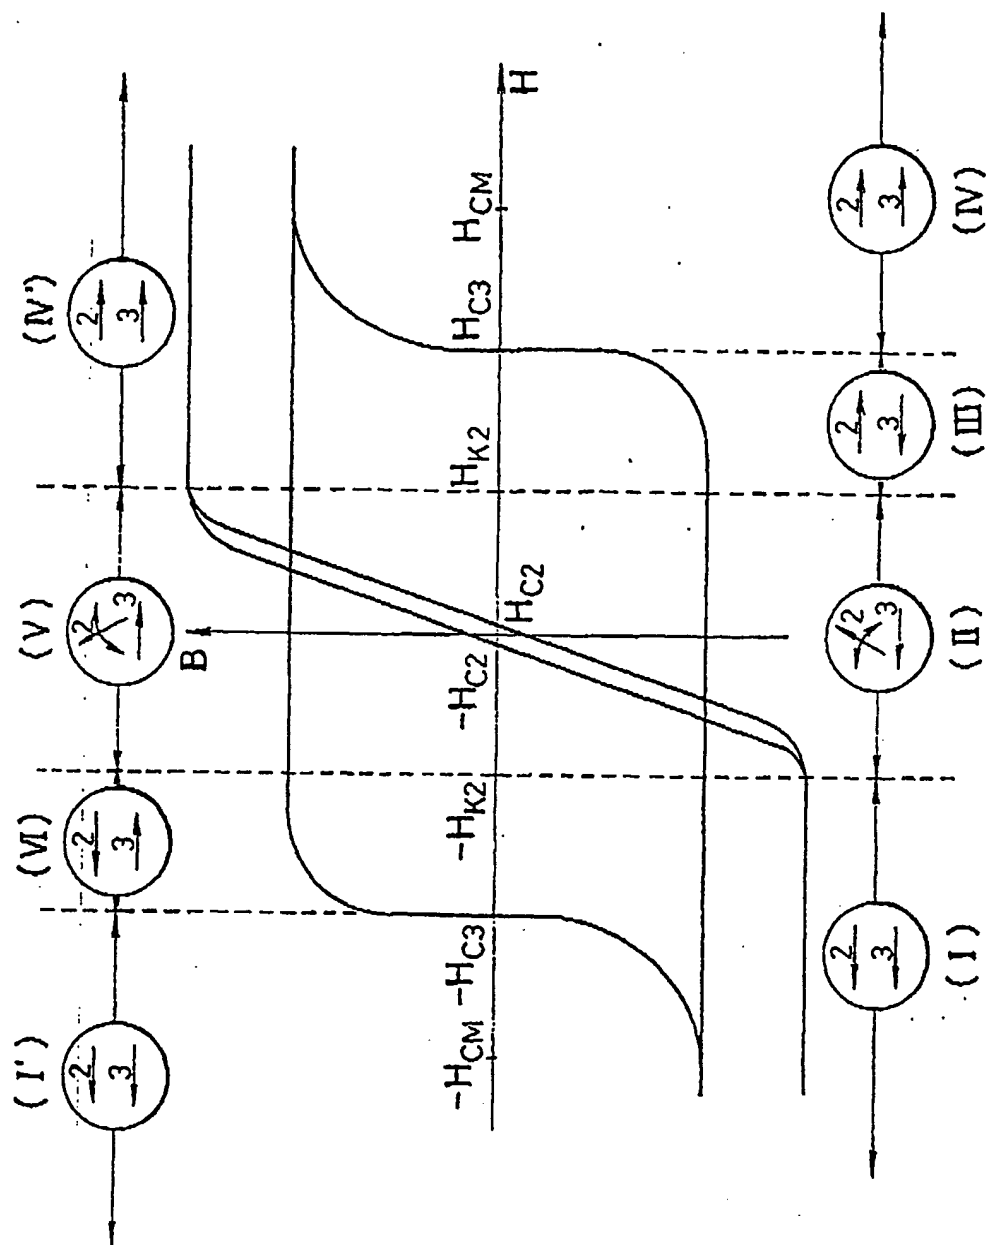 (I') (VI) (V) (IV')
2 2 2 2
3 3 3 3
B
-H_CM -H_C3 -H_K2 -H_C2 H_C2 H_K2 H_C3 H_CM H
2 2 2 2
3 3 3 3
(I) (II) (III) (IV)